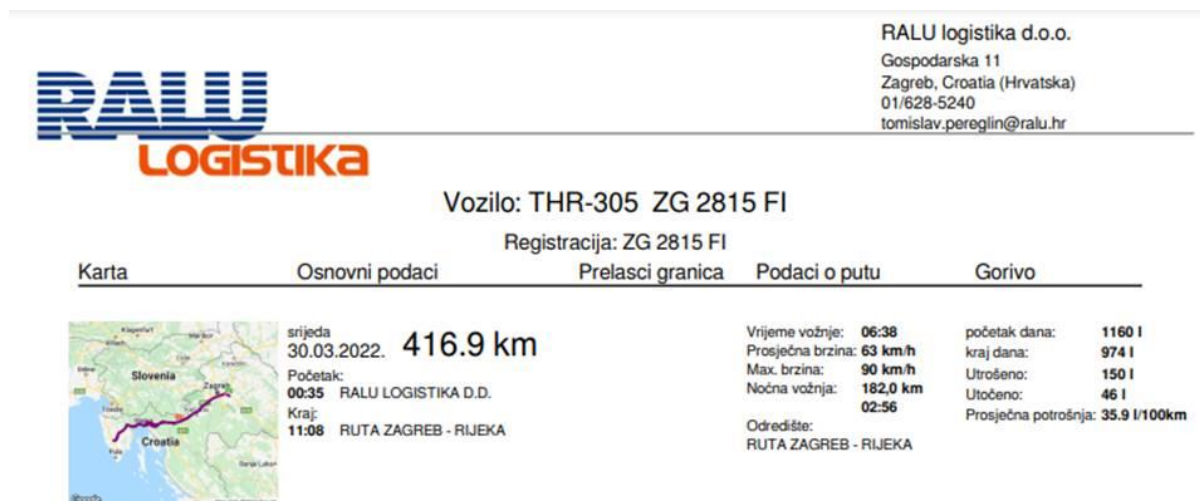 RALU logistika d.o.o.
Gospodarska 11
Zagreb, Croatia (Hrvatska)
01/628-5240
tomislav.pereglin@ralu.hr
RALU
LOGISTIKA
Vozilo: THR-305 ZG 2815 FI
Registracija: ZG 2815 FI
Karta Osnovni podaci Prelasci granica Podaci o putu Gorivo
Slovenia
Zagreb
Croatia
Pula
srijeda
30.03.2022. 416.9 km
Početak:
00:35 RALU LOGISTIKA D.D.
Kraj:
11:08 RUTA ZAGREB - RIJEKA
Vrijeme vožnje: 06:38
Prosječna brzina: 63 km/h
Max. brzina: 90 km/h
Noćna vožnja: 182,0 km
02:56
Odredište:
RUTA ZAGREB - RIJEKA
početak dana: 1160 l
kraj dana: 974 l
Utrošeno: 150 l
Utočeno: 46 l
Prosječna potrošnja: 35.9 l/100km